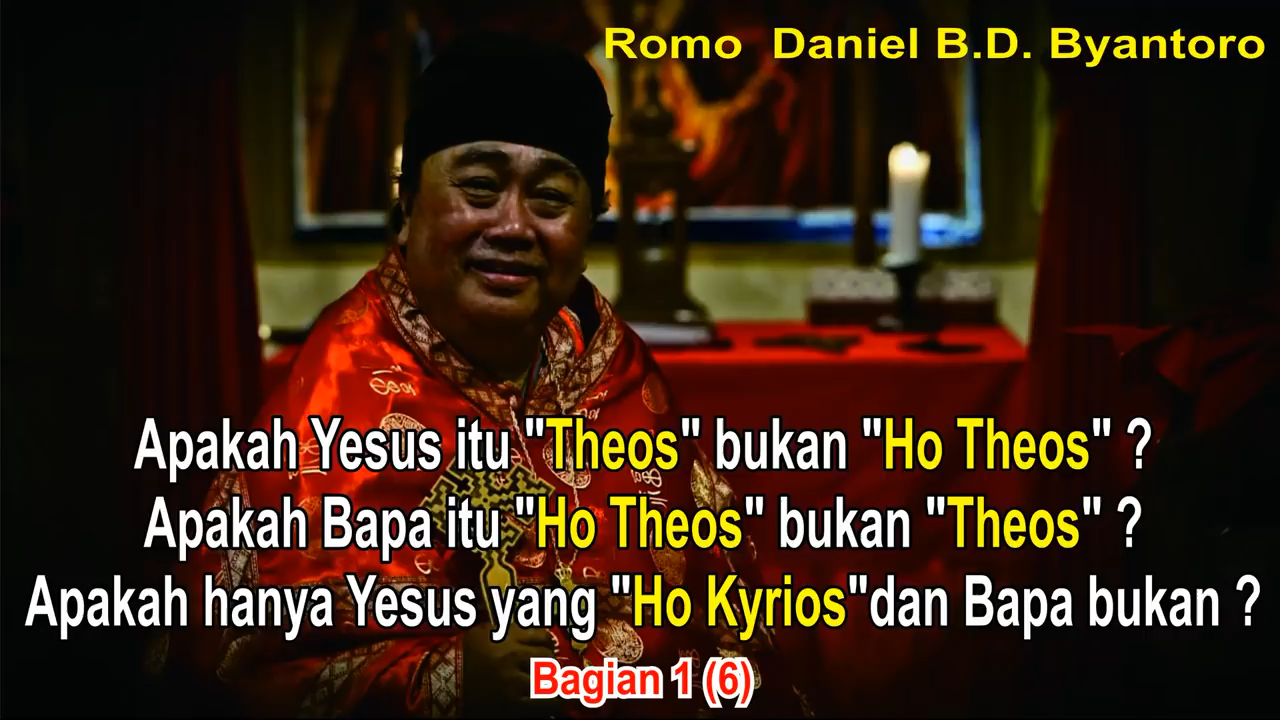 Romo Daniel B.D. Byantoro
Apakah Yesus itu "Theos" bukan "Ho Theos" ?
Apakah Bapa itu "Ho Theos" bukan "Theos" ?
Apakah hanya Yesus yang "Ho Kyrios"dan Bapa bukan ?
Bagian 1 (6)